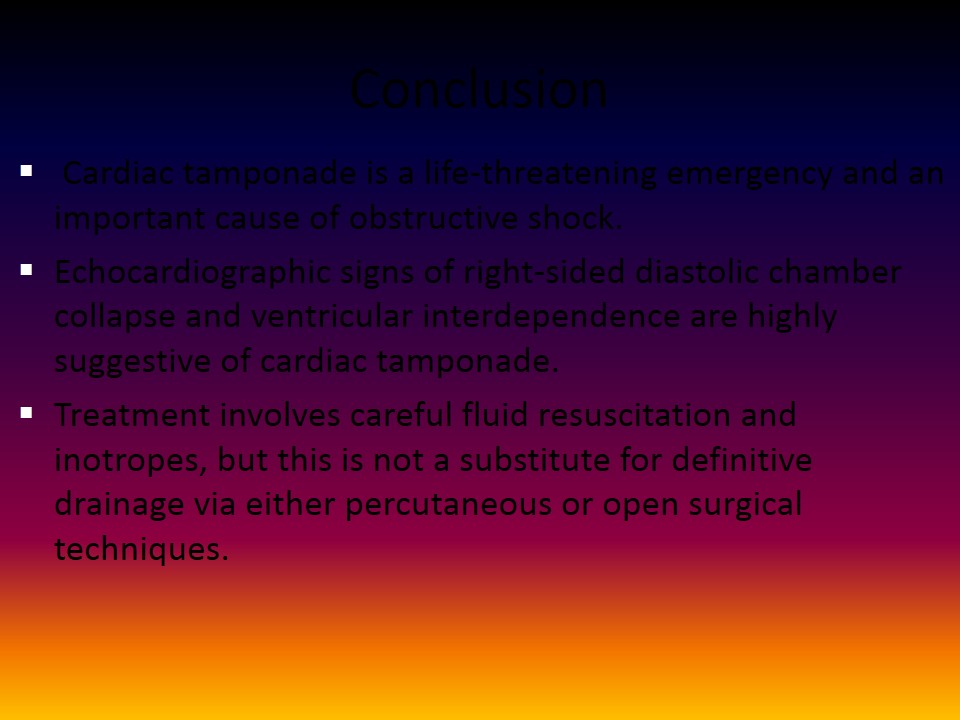 Conclusion
▪ Cardiac tamponade is a life-threatening emergency and an
important cause of obstructive shock.
▪ Echocardiographic signs of right-sided diastolic chamber
collapse and ventricular interdependence are highly
suggestive of cardiac tamponade.
▪ Treatment involves careful fluid resuscitation and
inotropes, but this is not a substitute for definitive
drainage via either percutaneous or open surgical
techniques.